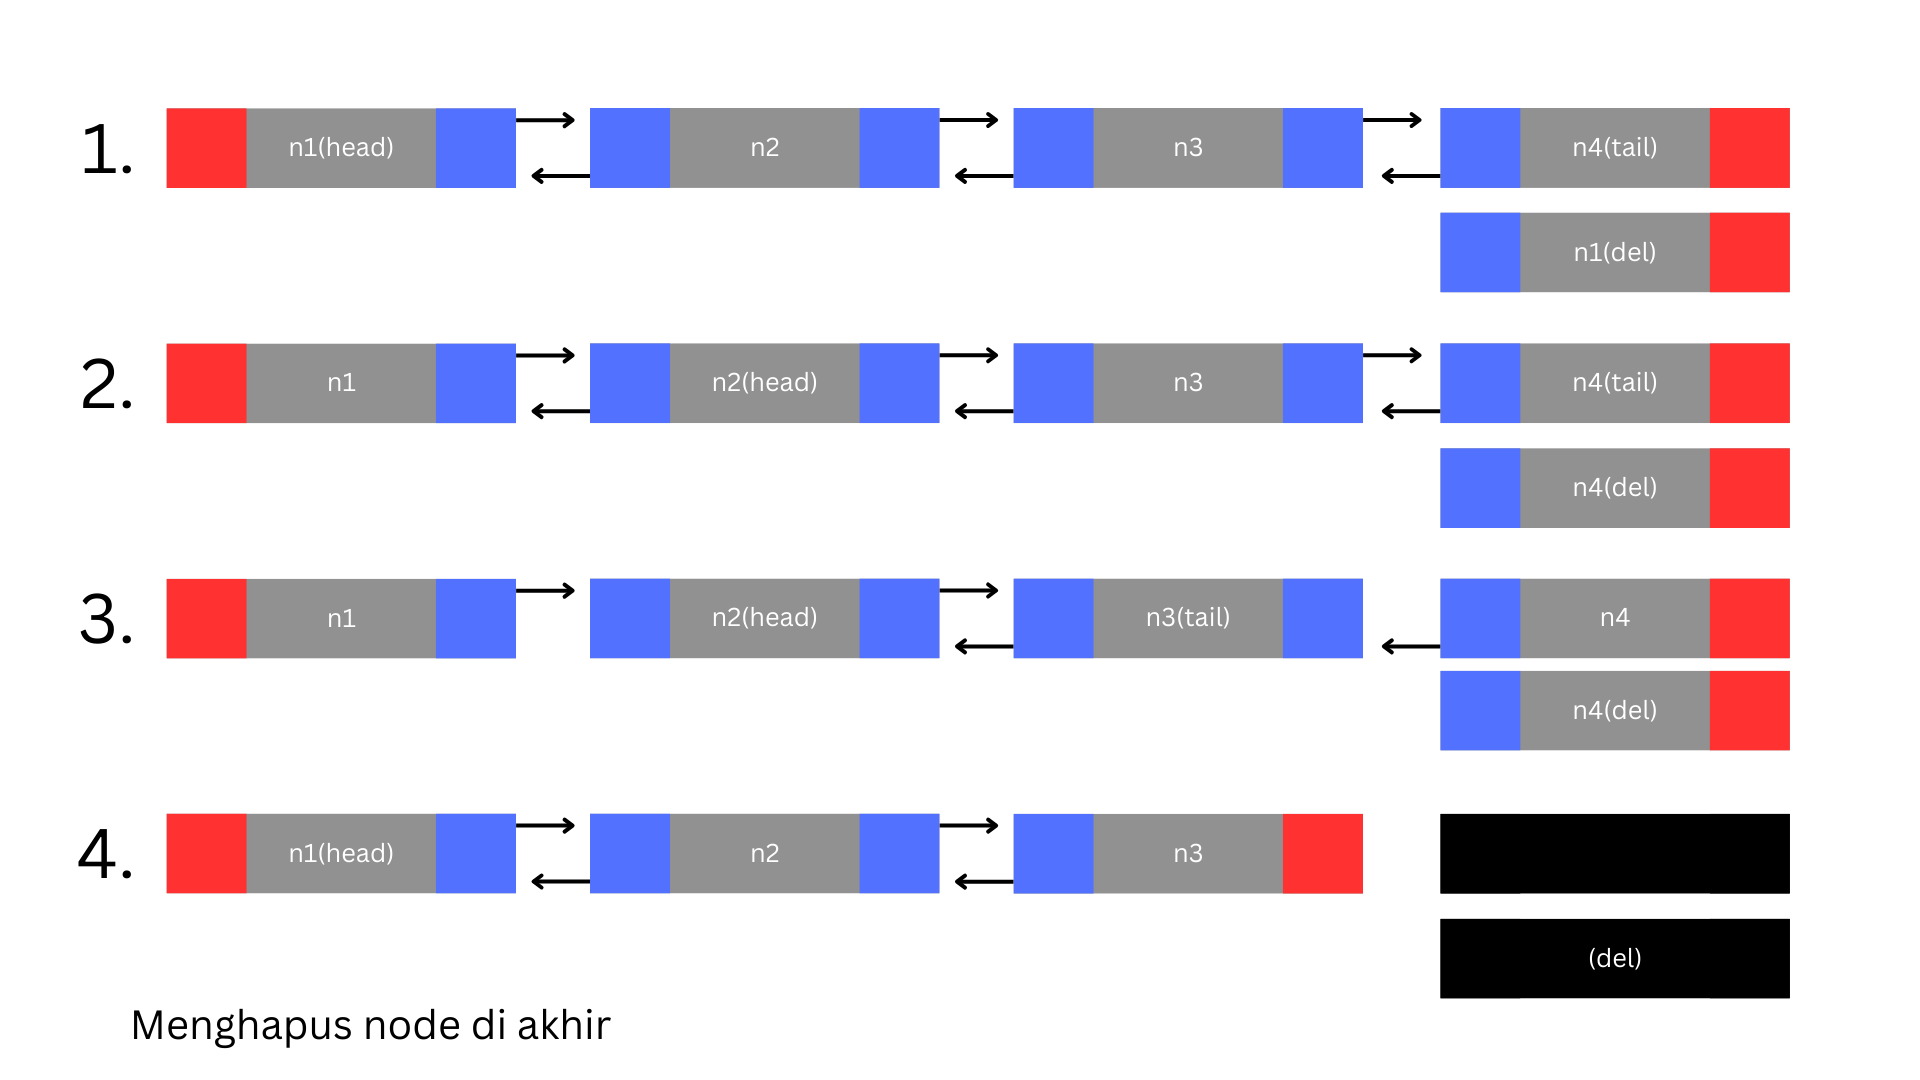 1. n1(head) n2 n3 n4(tail)
n1(del)
2. n1 n2(head) n3 n4(tail)
n4(del)
3. n1 n2(head) n3(tail) n4
n4(del)
4. n1(head) n2 n3
(del)
Menghapus node di akhir